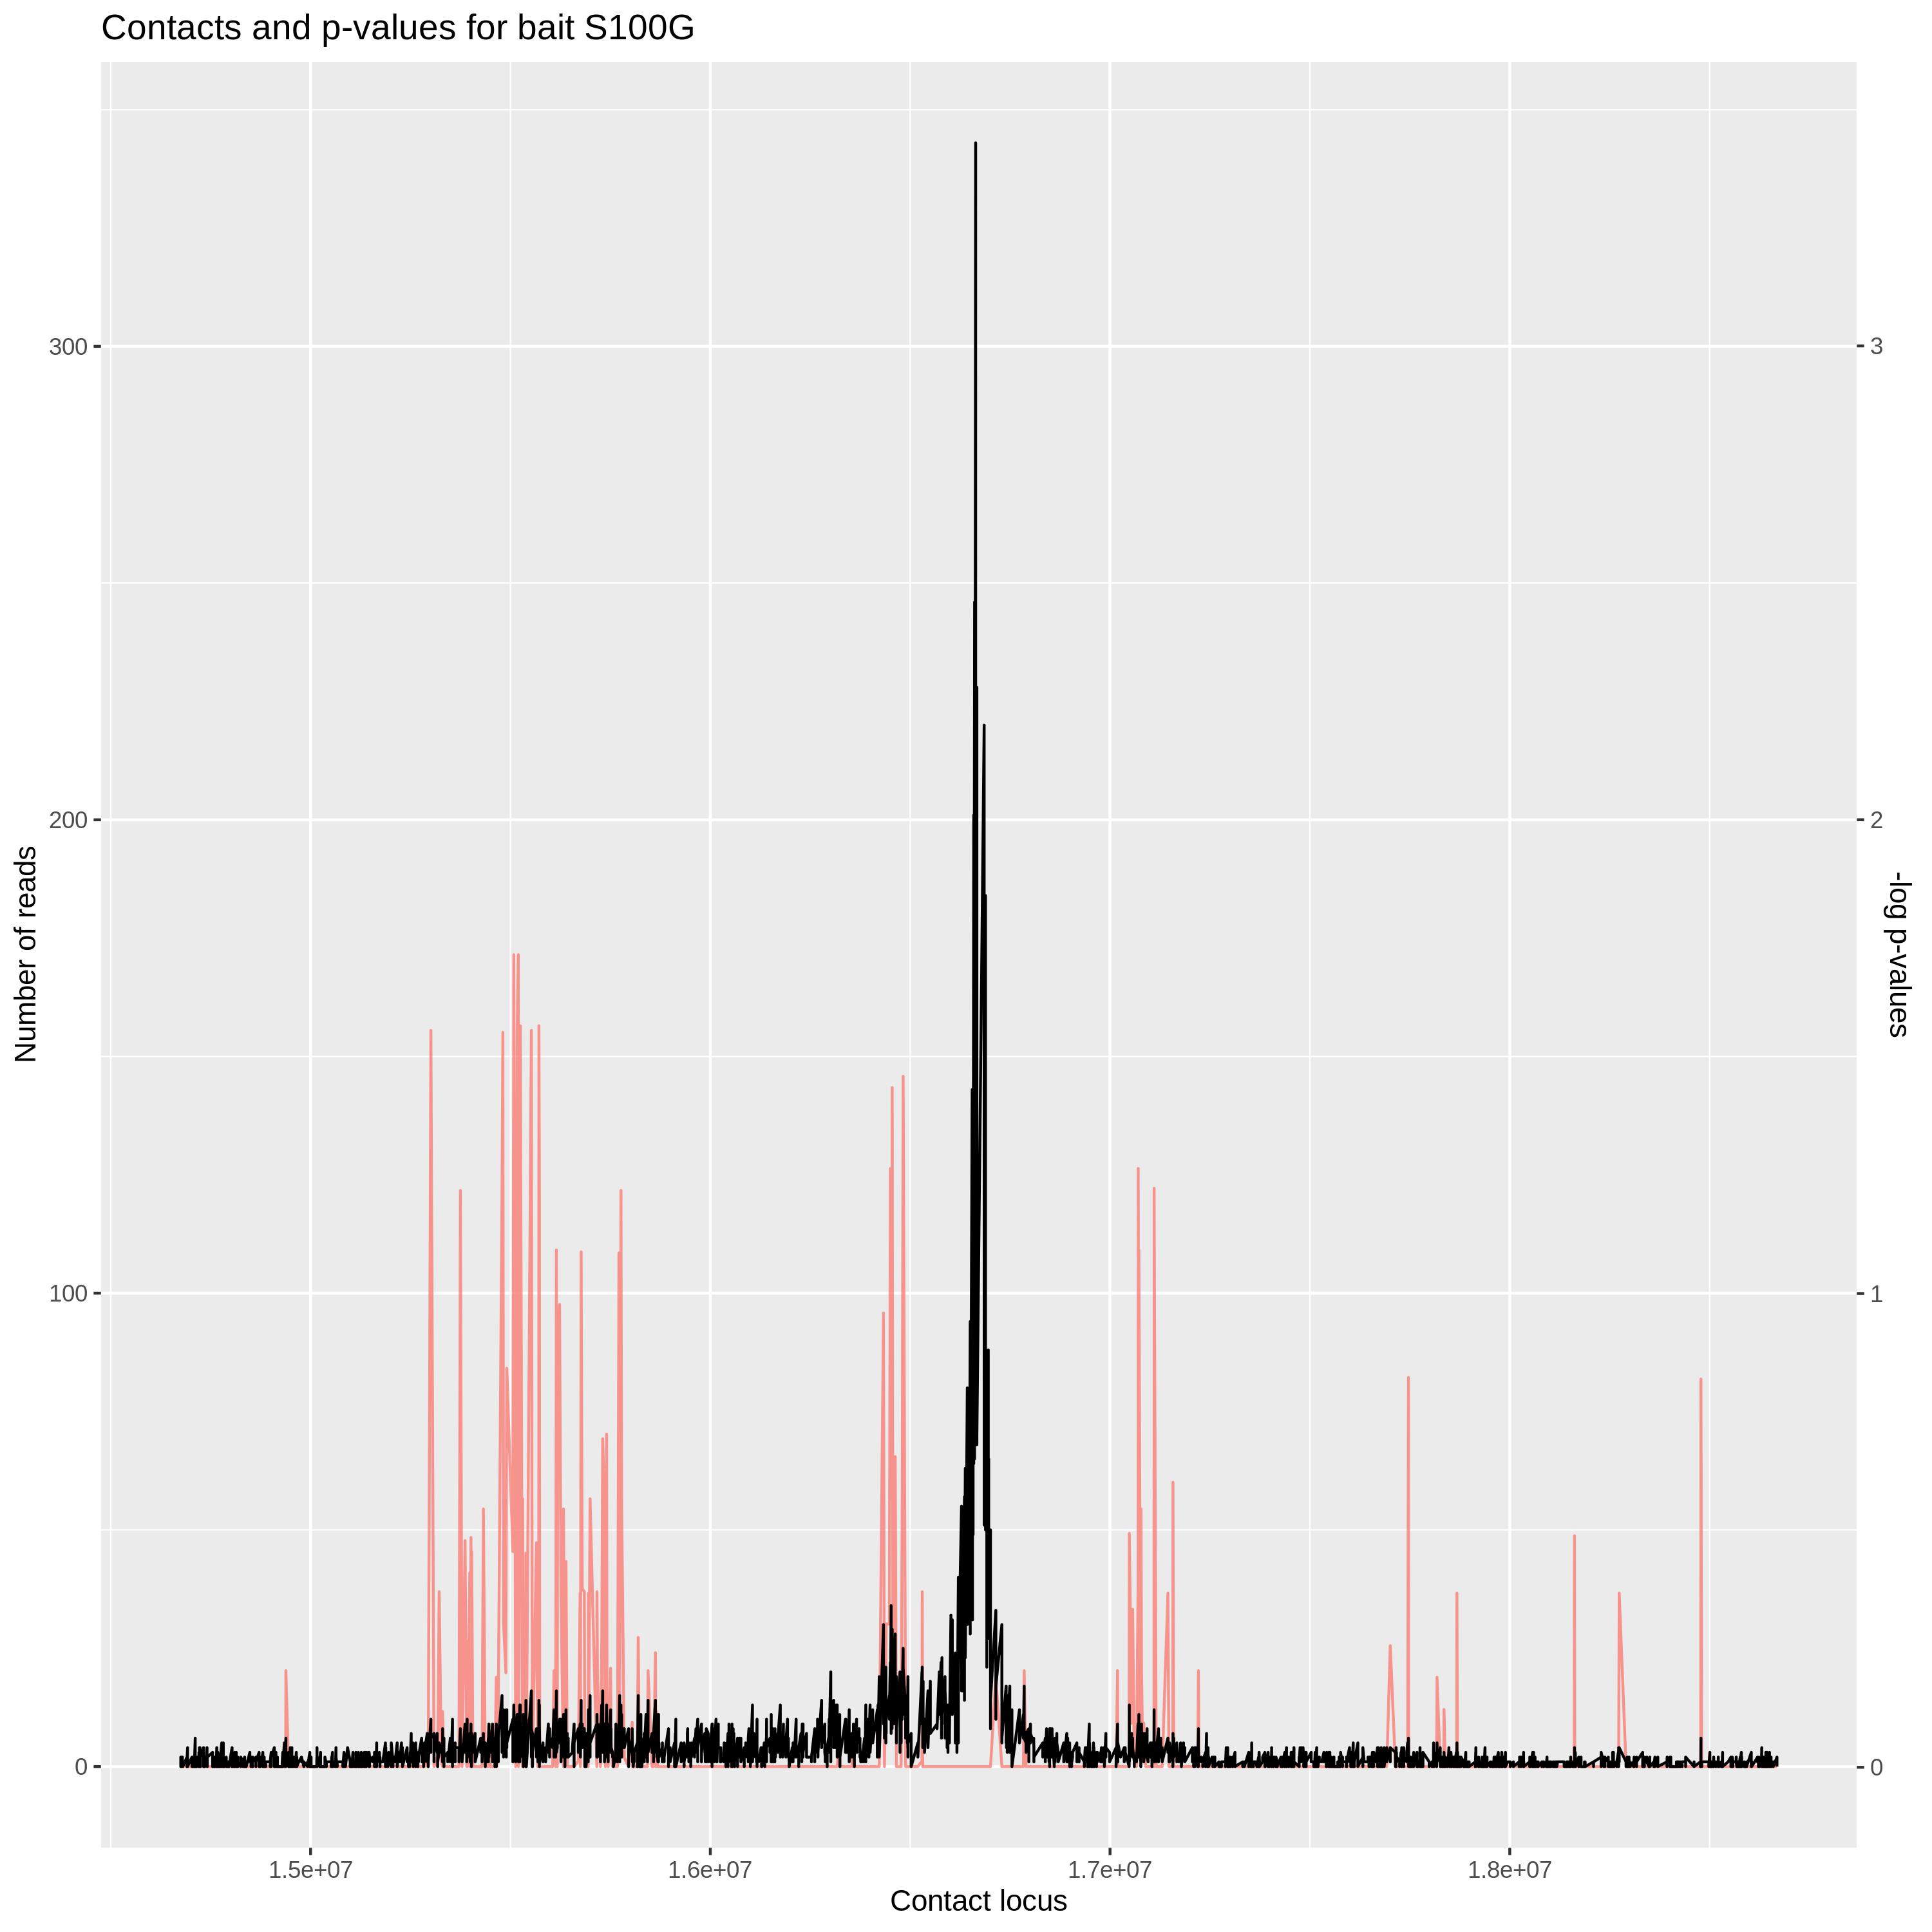 Contacts and p-values for bait S100G
Number of reads
300
200
100
0
3
2
1
0
-log p-values
1.5e+07
1.6e+07
1.7e+07
1.8e+07
Contact locus